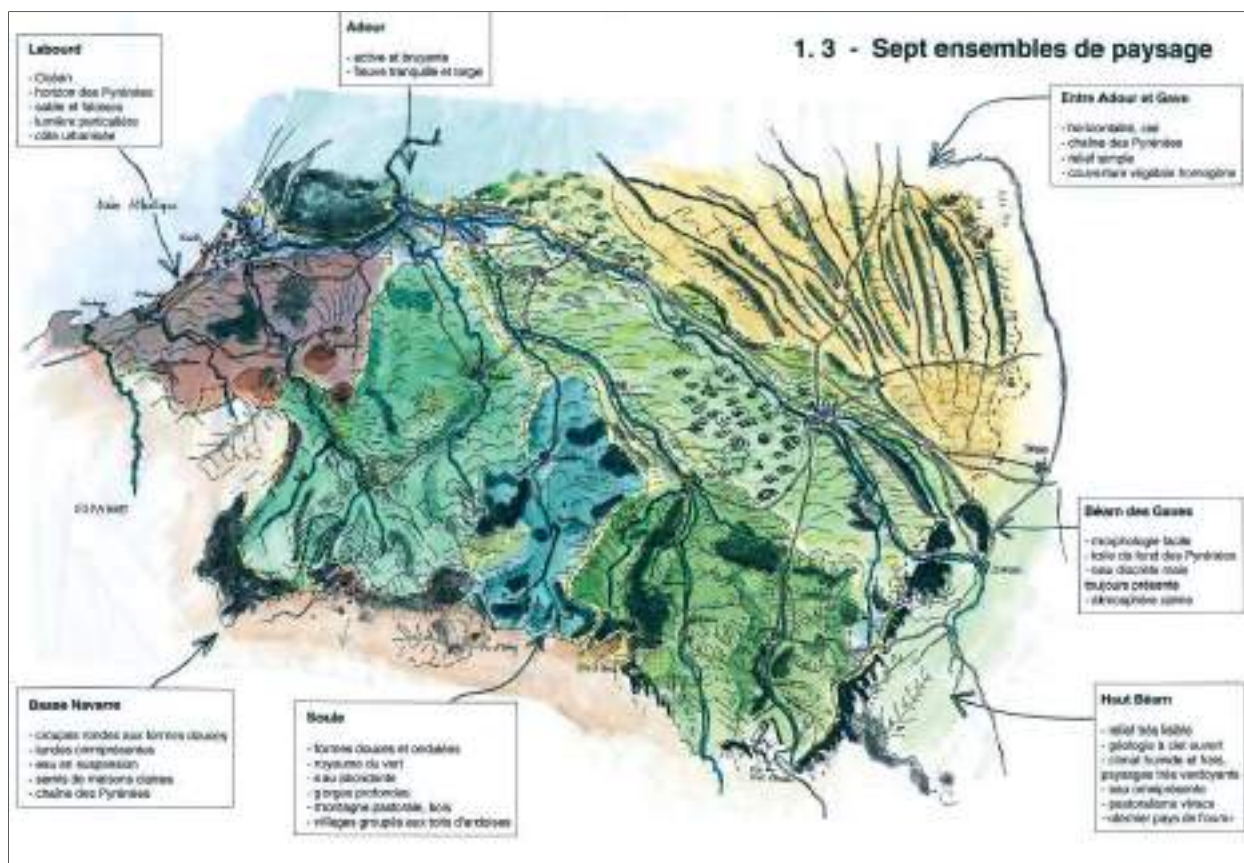 1. 3 - Sept ensembles de paysage
Labourd
- Océan
- horizon des Pyrénées
- sable et falaises
- lumière particulière
- côte urbanisée
Adour
- active et bruyante
- fleuve tranquille et large
Entre Adour et Gave
- horizontalité, ciel
- chaîne des Pyrénées
- relief simple
- couverture végétale homogène
Béarn des Gaves
- morphologie facile
- toile de fond des Pyrénées
- eau discrète mais
toujours présente
- atmosphère sereine
Basse Navarre
- croupes rondes aux formes douces
- landes omniprésentes
- eau en suspension
- semis de maisons claires
- chaîne des Pyrénées
Soule
- formes douces et ondulées
- royaume du vert
- eau abondante
- gorges profondes
- montagne pastorale, bois
- villages groupés aux toits d'ardoises
Haut Béarn
- relief très lisible
- géologie à ciel ouvert
- climat humide et frais,
paysages très verdoyants
- eau omniprésente
- pastoralisme vivace
- dernier pays de l'ours